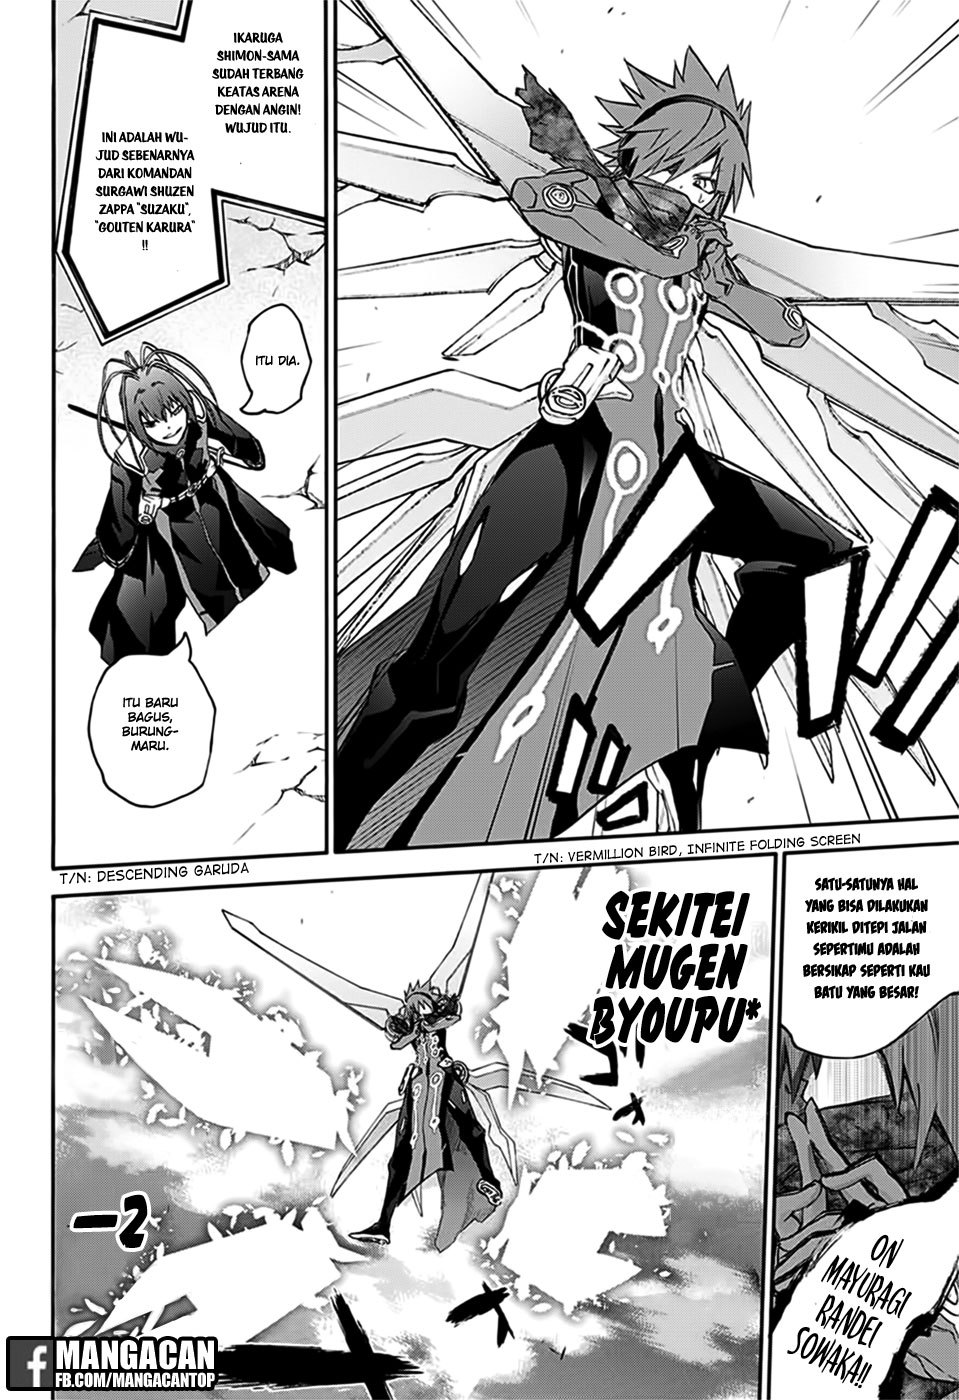 IKARUGA
SHIMON-SAMA
SUDAH TERBANG
KEATAS ARENA
DENGAN ANGIN!
WUJUD ITU.
INI ADALAH WU-
JUD SEBENARNYA
DARI KOMANDAN
SURGAWI SHUZEN
ZAPPA "SUZAKU",
"GOUTEN KARURA"
!!
ITU DIA.
ITU BARU
BAGUS,
BURUNG-
MARU.
T/N: DESCENDING GARUDA
T/N: VERMILLION BIRD, INFINITE FOLDING SCREEN
SATU-SATUNYA HAL
YANG BISA DILAKUKAN
KERIKIL DITEPI JALAN
SEPERTIMU ADALAH
BERSIKAP SEPERTI KAU
BATU YANG BESAR!
ON
MAYURAGI
RANDEI
SOWAKA!!
SEKITEI
MUGEN
BYOUPU*
一2
f MANGACAN
FB.COM/MANGACANTOP